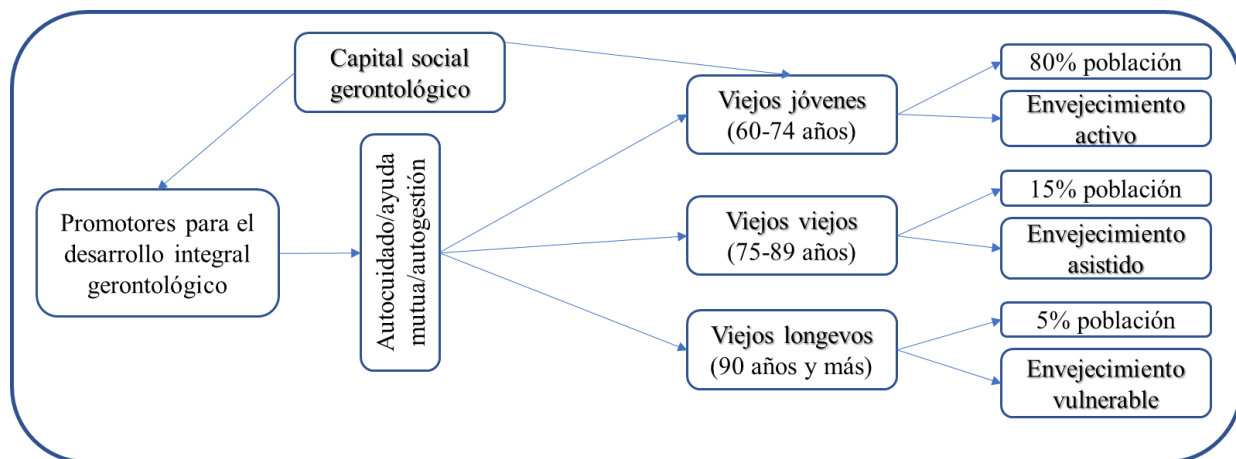 Capital social
gerontológico
Promotores para el
desarrollo integral
gerontológico
Autocuidado/ayuda
mutua/autogestión
Viejos jóvenes
(60-74 años)
80% población
Envejecimiento
activo
Viejos viejos
(75-89 años)
15% población
Envejecimiento
asistido
Viejos longevos
(90 años y más)
5% población
Envejecimiento
vulnerable